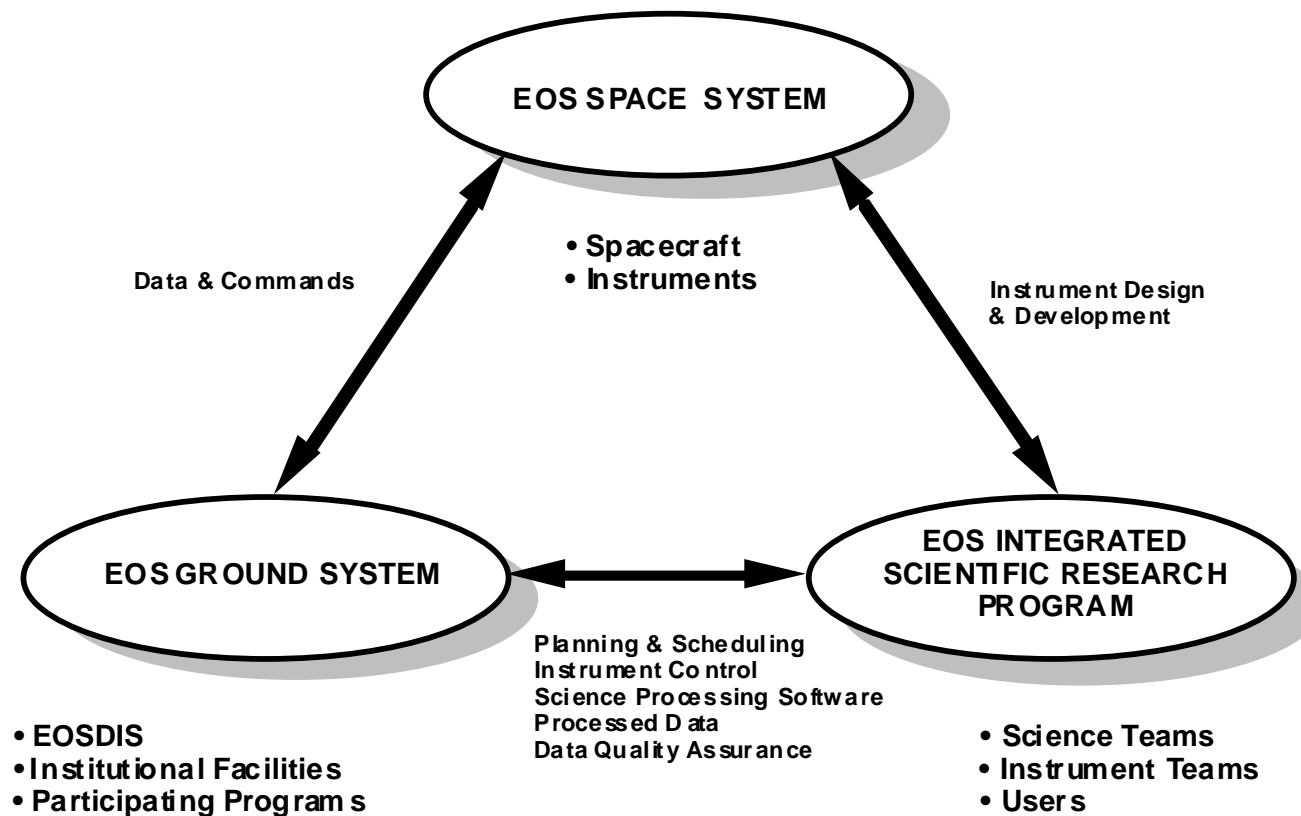 EOS SPACE SYSTEM
• Spacecraft
• Instruments
Data & Commands
Instrument Design
& Development
EOS GROUND SYSTEM
EOS INTEGRATED
SCIENTIFIC RESEARCH
PROGRAM
Planning & Scheduling
Instrument Control
Science Processing Software
Processed Data
Data Quality Assurance
• EOSDIS
• Institutional Facilities
• Participating Programs
• Science Teams
• Instrument Teams
• Users